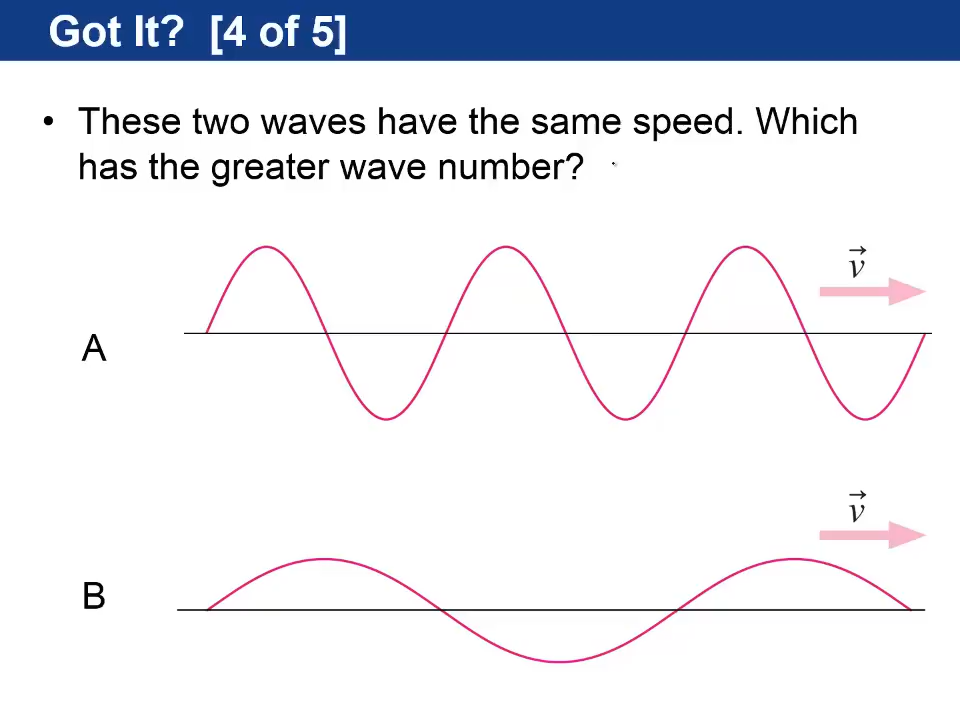 Got It? [4 of 5]
• These two waves have the same speed. Which
has the greater wave number?
v⃗
A
v⃗
B